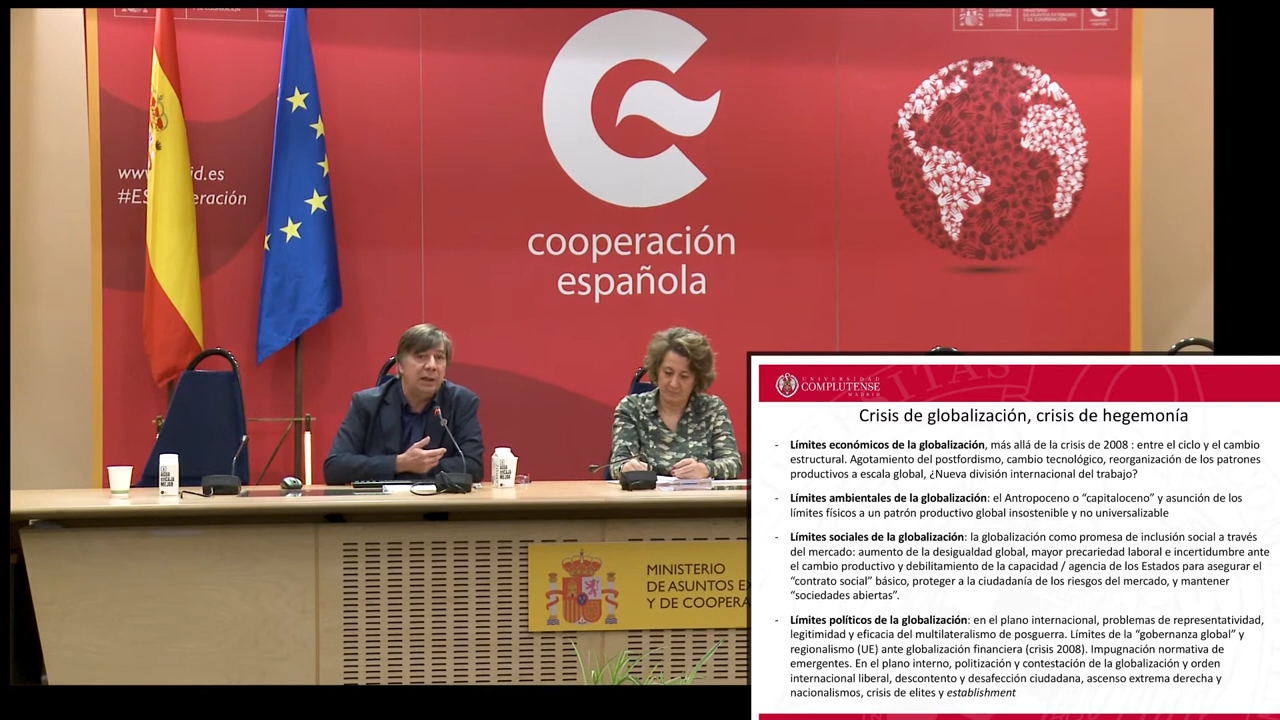 www
id.es
#ES
eración
cooperación
española
AGUA
MEJOR
MINISTERIO
DE ASUNTOS EX
Y DE COOPERA
UNIVERSIDAD
COMPLUTENSE
MADRID
Crisis de globalización, crisis de hegemonía
- Límites económicos de la globalización, más allá de la crisis de 2008 : entre el ciclo y el cambio
estructural. Agotamiento del postfordismo, cambio tecnológico, reorganización de los patrones
productivos a escala global, ¿Nueva división internacional del trabajo?
- Límites ambientales de la globalización: el Antropoceno o “capitaloceno” y asunción de los
límites físicos a un patrón productivo global insostenible y no universalizable
- Límites sociales de la globalización: la globalización como promesa de inclusión social a través
del mercado: aumento de la desigualdad global, mayor precariedad laboral e incertidumbre ante
el cambio productivo y debilitamiento de la capacidad / agencia de los Estados para asegurar el
“contrato social” básico, proteger a la ciudadanía de los riesgos del mercado, y mantener
“sociedades abiertas”.
- Límites políticos de la globalización: en el plano internacional, problemas de representatividad,
legitimidad y eficacia del multilateralismo de posguerra. Límites de la “gobernanza global” y
regionalismo (UE) ante globalización financiera (crisis 2008). Impugnación normativa de
emergentes. En el plano interno, politización y contestación de la globalización y orden
internacional liberal, descontento y desafección ciudadana, ascenso extrema derecha y
nacionalismos, crisis de elites y establishment